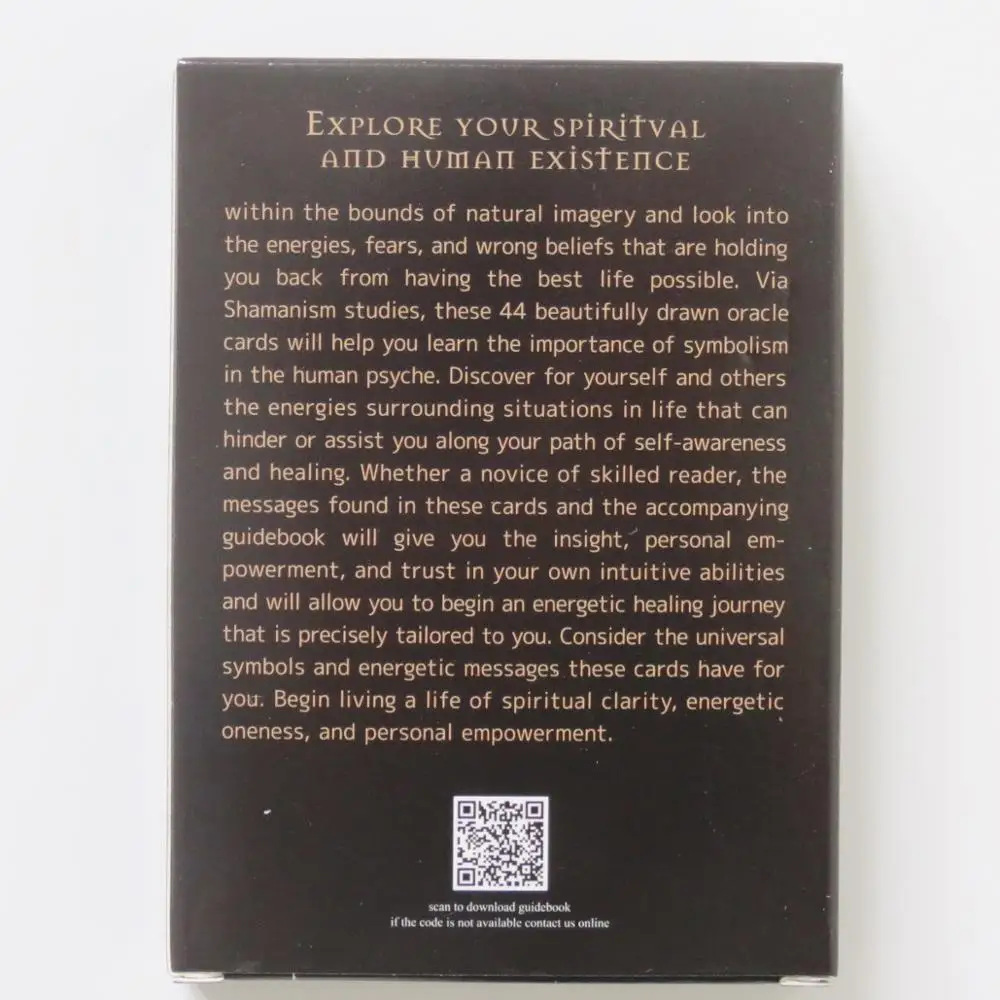 EXPLORE YOUR SPIRITVAL
AND HUMAN EXISTENCE
within the bounds of natural imagery and look into
the energies, fears, and wrong beliefs that are holding
you back from having the best life possible. Via
Shamanism studies, these 44 beautifully drawn oracle
cards will help you learn the importance of symbolism
in the human psyche. Discover for yourself and others
the energies surrounding situations in life that can
hinder or assist you along your path of self-awareness
and healing. Whether a novice of skilled reader, the
messages found in these cards and the accompanying
guidebook will give you the insight, personal em-
powerment, and trust in your own intuitive abilities
and will allow you to begin an energetic healing journey
that is precisely tailored to you. Consider the universal
symbols and energetic messages these cards have for
you. Begin living a life of spiritual clarity, energetic
oneness, and personal empowerment.
scan to download guidebook
if the code is not available contact us online